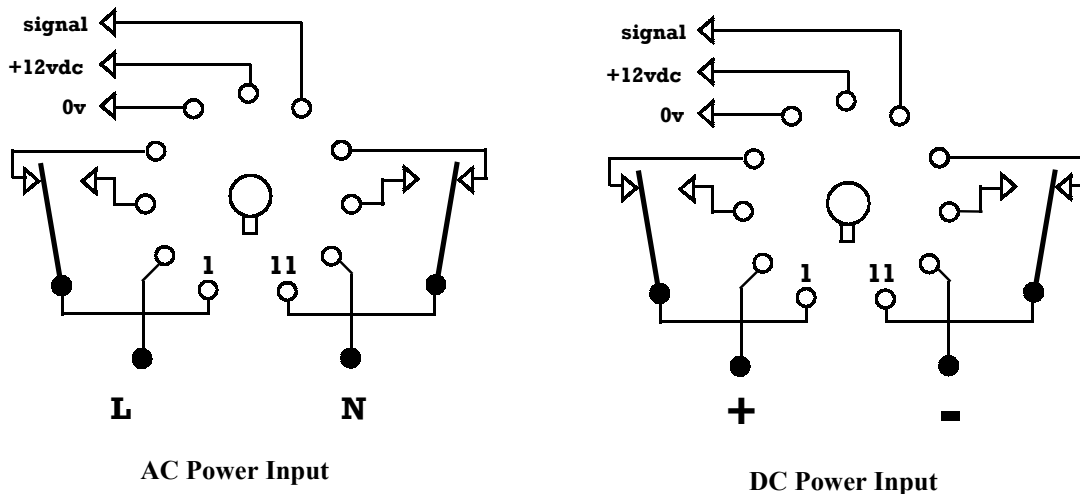 signal
+12vdc
0v
1 11
L N
AC Power Input
signal
+12vdc
0v
1 11
+ -
DC Power Input